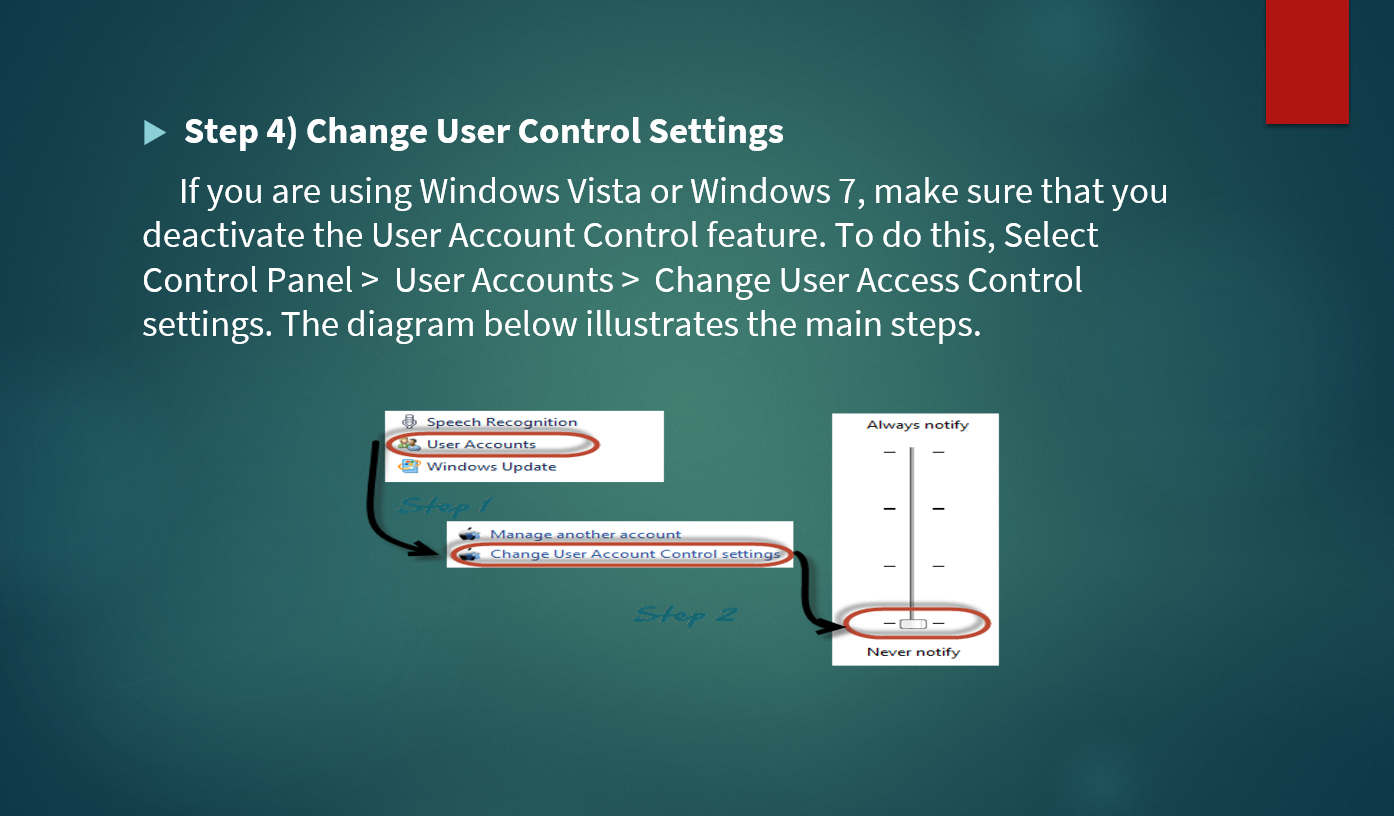 Step 4) Change User Control Settings
If you are using Windows Vista or Windows 7, make sure that you
deactivate the User Account Control feature. To do this, Select
Control Panel > User Accounts > Change User Access Control
settings. The diagram below illustrates the main steps.
Speech Recognition
User Accounts
Windows Update
Step 1
Manage another account
Change User Account Control settings
Step 2
Always notify
Never notify